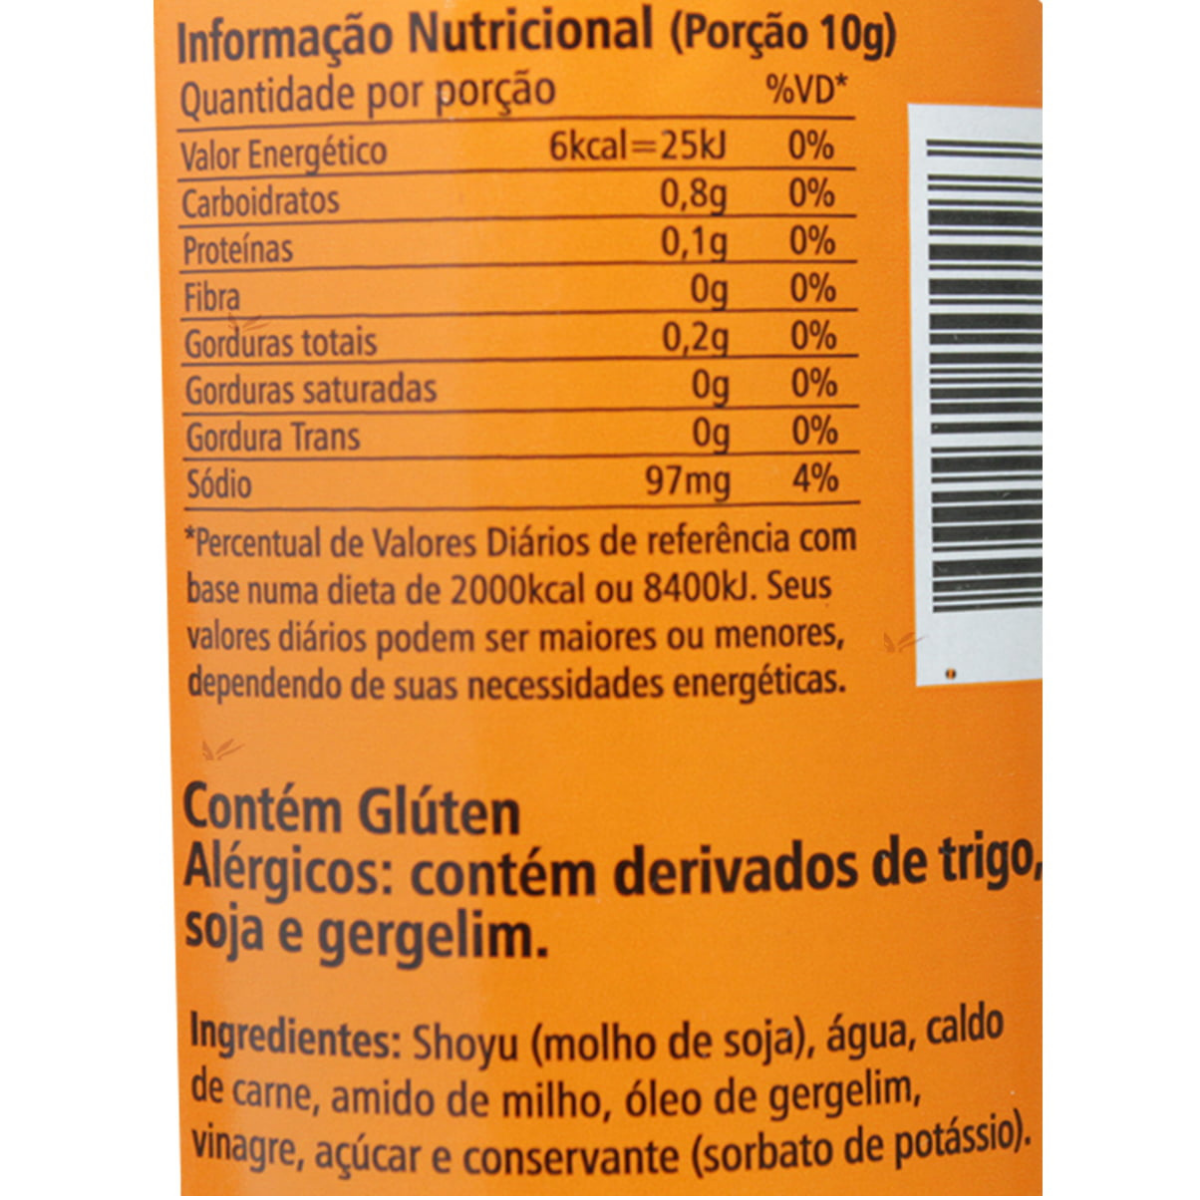 Informação Nutricional (Porção 10g)
Quantidade por porção %VD*
Valor Energético 6kcal=25kJ 0%
Carboidratos 0,8g 0%
Proteínas 0,1g 0%
Fibra 0g 0%
Gorduras totais 0,2g 0%
Gorduras saturadas 0g 0%
Gordura Trans 0g 0%
Sódio 97mg 4%
*Percentual de Valores Diários de referência com
base numa dieta de 2000kcal ou 8400kJ. Seus
valores diários podem ser maiores ou menores,
dependendo de suas necessidades energéticas.
Contém Glúten
Alérgicos: contém derivados de trigo,
soja e gergelim.
Ingredientes: Shoyu (molho de soja), água, caldo
de carne, amido de milho, óleo de gergelim,
vinagre, açúcar e conservante (sorbato de potássio).